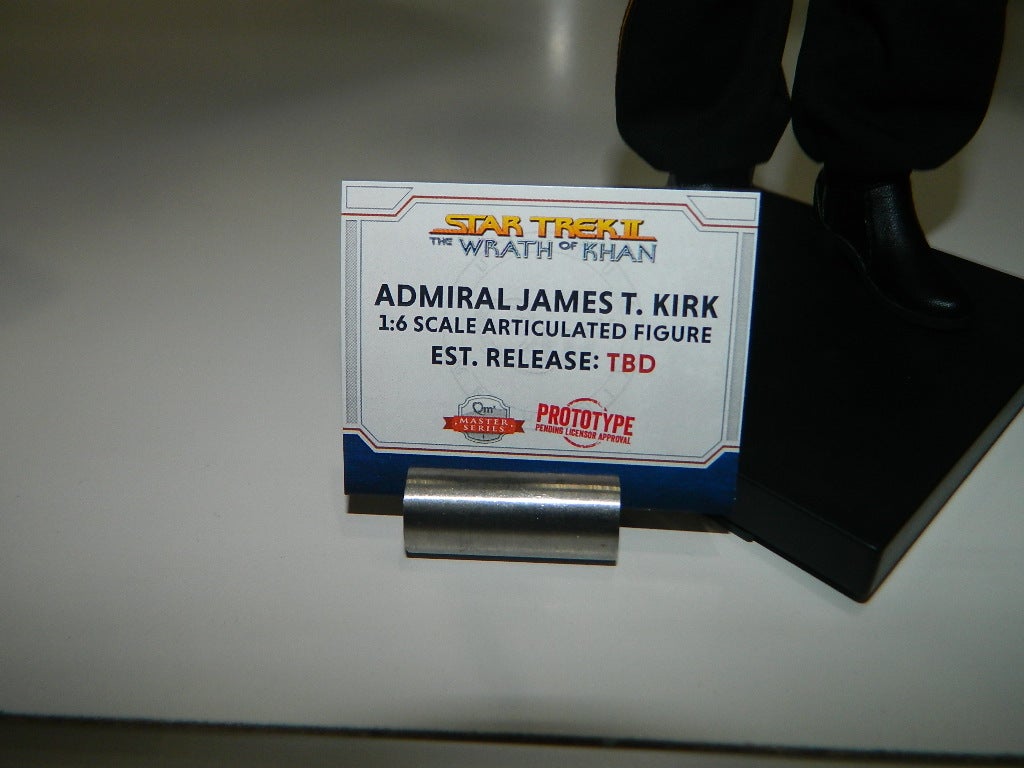 STAR TREK II
THE WRATH OF KHAN
ADMIRAL JAMES T. KIRK
1:6 SCALE ARTICULATED FIGURE
EST. RELEASE: TBD
Qmx
MASTER
SERIES
PROTOTYPE
PENDING LICENSOR APPROVAL